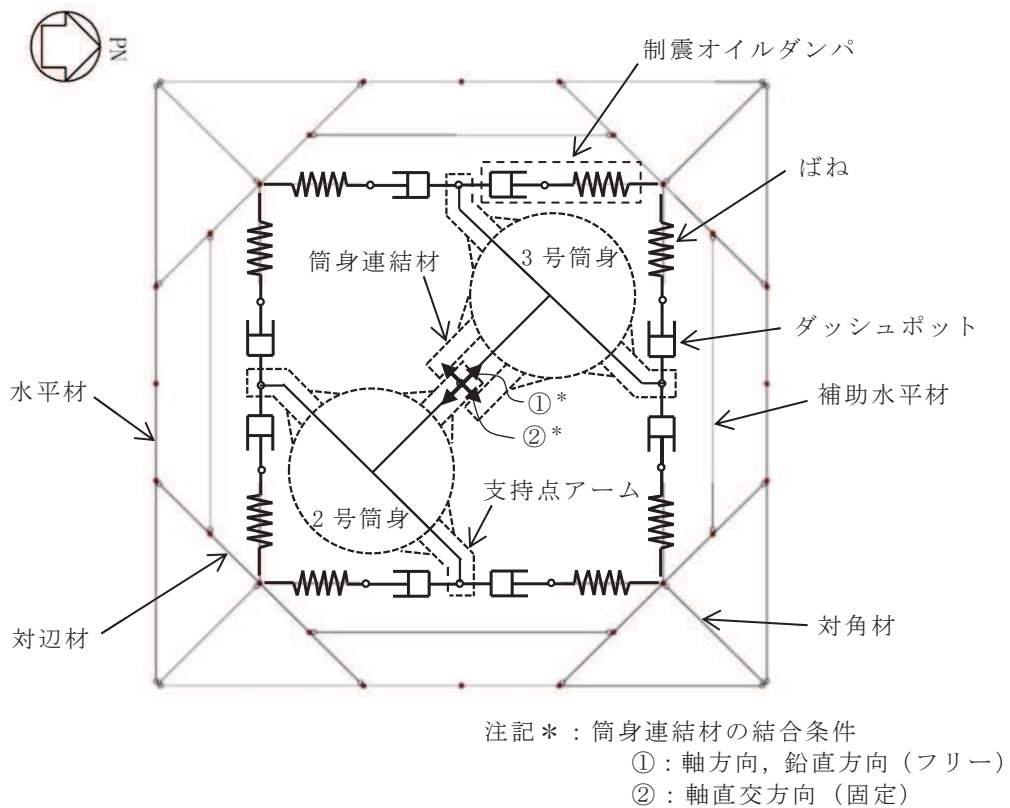 PN
制震オイルダンパ
ばね
筒身連結材
3号筒身
ダッシュポット
水平材
①*
②*
補助水平材
支持点アーム
2号筒身
対辺材
対角材
注記＊：筒身連結材の結合条件
①：軸方向，鉛直方向（フリー）
②：軸直交方向（固定）